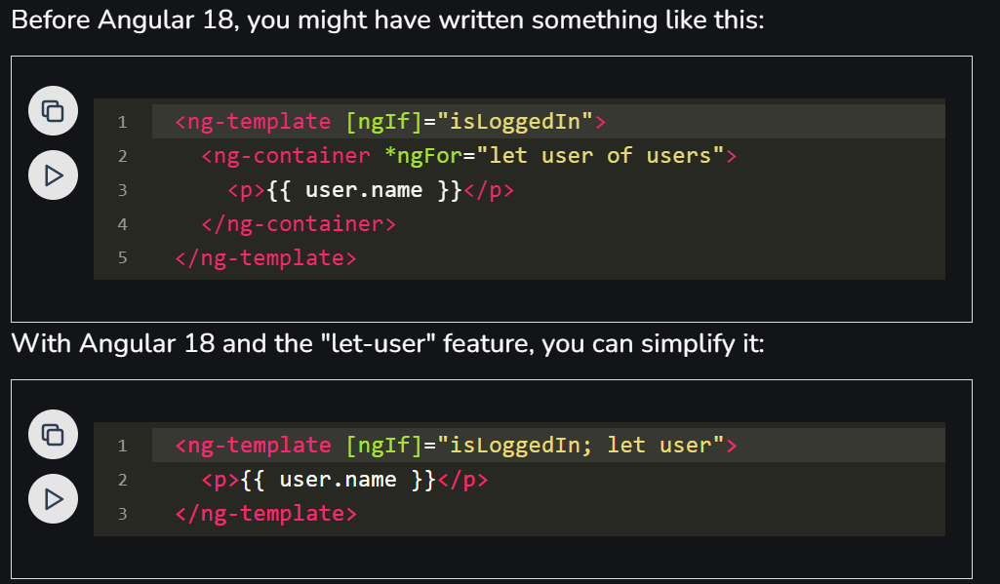 Before Angular 18, you might have written something like this:
1 <ng-template [ngIf]="isLoggedIn">
2 <ng-container *ngFor="let user of users">
3 <p>{{ user.name }}</p>
4 </ng-container>
5 </ng-template>
With Angular 18 and the "let-user" feature, you can simplify it:
1 <ng-template [ngIf]="isLoggedIn; let user">
2 <p>{{ user.name }}</p>
3 </ng-template>